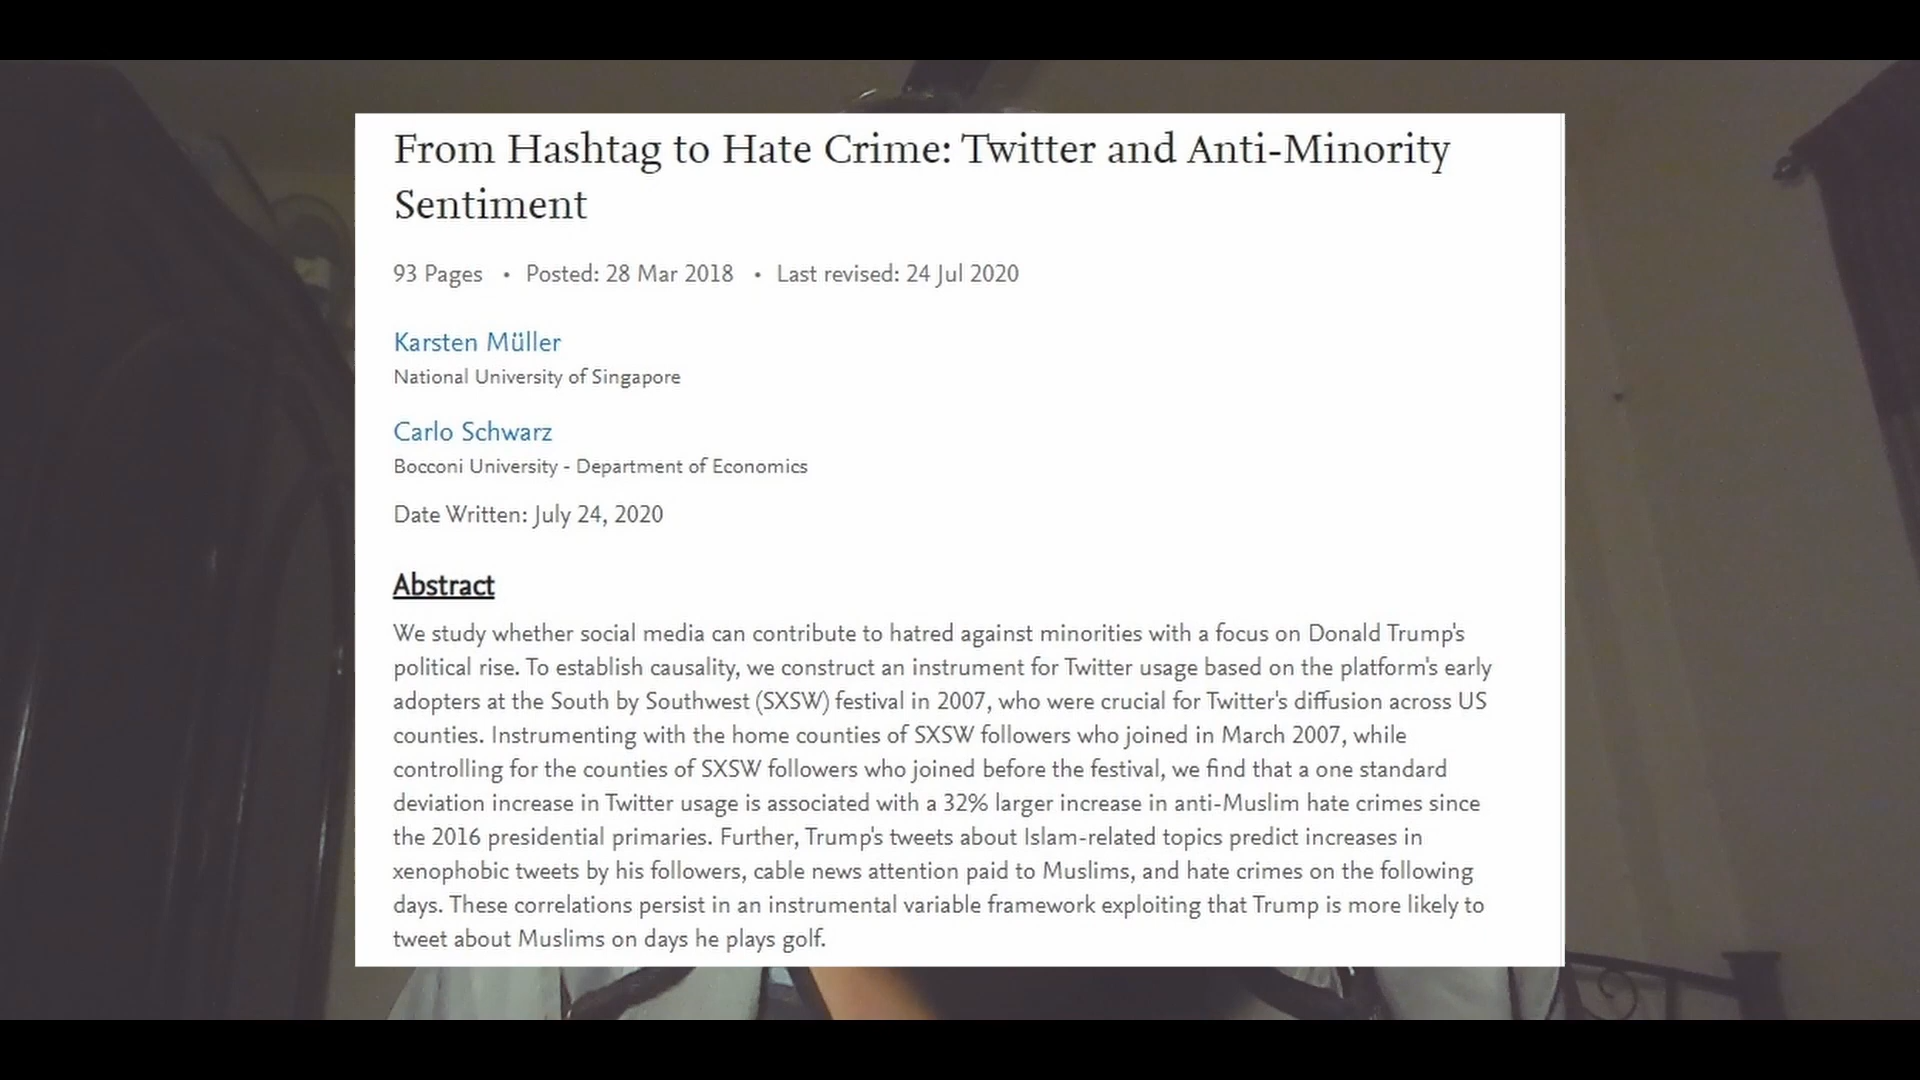 From Hashtag to Hate Crime: Twitter and Anti-Minority
Sentiment
93 Pages • Posted: 28 Mar 2018 • Last revised: 24 Jul 2020
Karsten Müller
National University of Singapore
Carlo Schwarz
Bocconi University - Department of Economics
Date Written: July 24, 2020
Abstract
We study whether social media can contribute to hatred against minorities with a focus on Donald Trump's
political rise. To establish causality, we construct an instrument for Twitter usage based on the platform's early
adopters at the South by Southwest (SXSW) festival in 2007, who were crucial for Twitter's diffusion across US
counties. Instrumenting with the home counties of SXSW followers who joined in March 2007, while
controlling for the counties of SXSW followers who joined before the festival, we find that a one standard
deviation increase in Twitter usage is associated with a 32% larger increase in anti-Muslim hate crimes since
the 2016 presidential primaries. Further, Trump's tweets about Islam-related topics predict increases in
xenophobic tweets by his followers, cable news attention paid to Muslims, and hate crimes on the following
days. These correlations persist in an instrumental variable framework exploiting that Trump is more likely to
tweet about Muslims on days he plays golf.